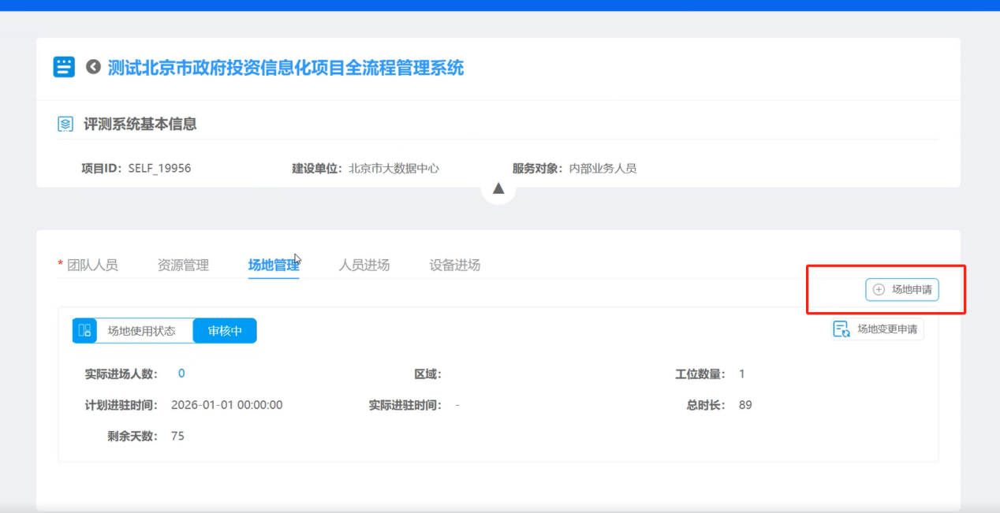 测试北京市政府投资信息化项目全流程管理系统
评测系统基本信息
项目ID： SELF_19956 建设单位： 北京市大数据中心 服务对象： 内部业务人员
* 团队人员 资源管理 场地管理 人员进场 设备进场
场地申请
场地使用状态 审核中 场地变更申请
实际进场人数： 0 区域： 工位数量： 1
计划进驻时间： 2026-01-01 00:00:00 实际进驻时间： - 总时长： 89
剩余天数： 75